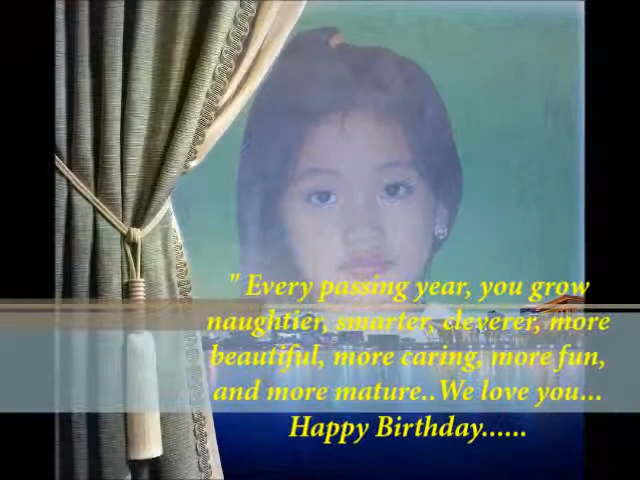 " Every passing year, you grow
naughtier, smarter, cleverer, more
beautiful, more caring, more fun,
and more mature..We love you...
Happy Birthday......